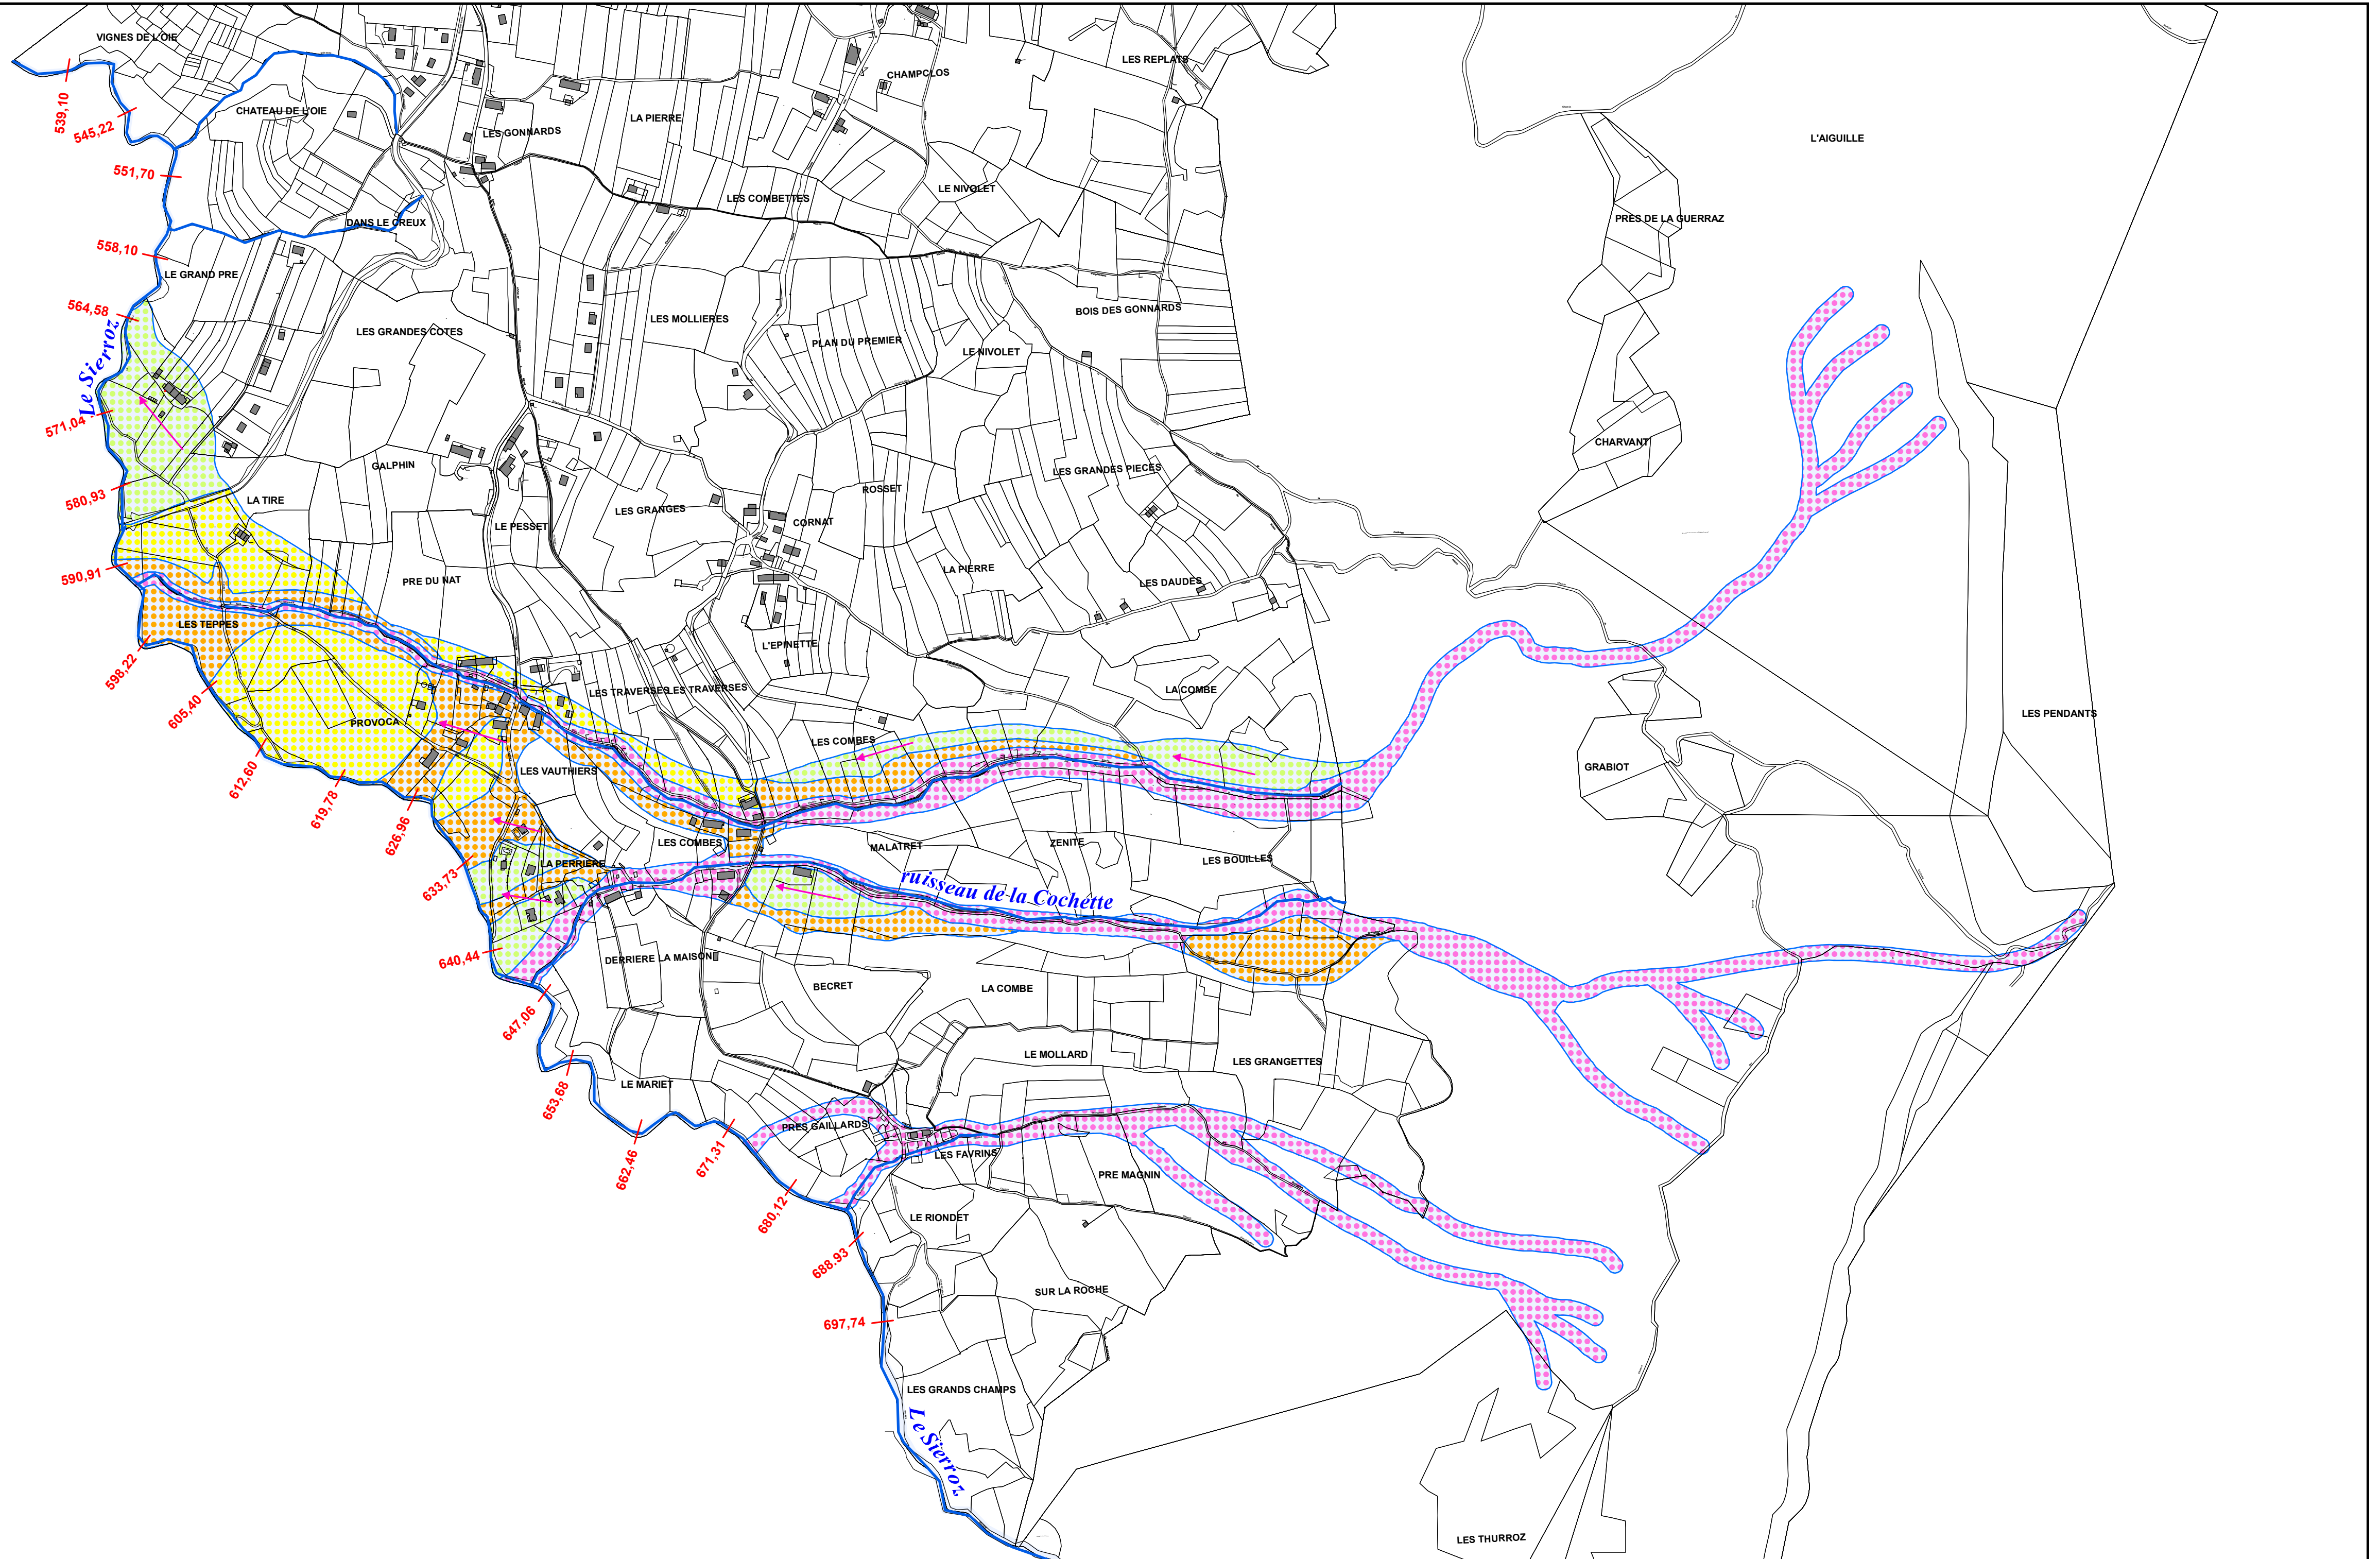 VIGNES DE L'OIE
LES REPLATS
CHAMPCLOS
539,10
545,22
CHATEAU DE L'OIE
LES GONNARDS
LA PIERRE
L'AIGUILLE
551,70
LE NIVOLET
LES COMBETTES
DANS LE CREUX
PRES DE LA GUERRAZ
558,10
LE GRAND PRE
564,58
Le Sierroz
LES GRANDES COTES
LES MOLLIERES
BOIS DES GONNARDS
PLAN DU PREMIER
LE NIVOLET
571,04
CHARVANT
GALPHIN
LES GRANDES PIECES
580,93
LA TIRE
ROSSET
LES GRANGES
LE PESSET
CORNAT
590,91
PRE DU NAT
LA PIERRE
LES DAUDES
LES TEPPES
L'EPINETTE
598,22
605,40
LES TRAVERSES
LES TRAVERSES
LA COMBE
PROVOCA
LES PENDANTS
LES COMBES
612,60
LES VAUTHIERS
GRABIOT
619,78
626,96
LES COMBES
MALATRET
ZENITE
LES BOUILLES
LA PERRIERE
633,73
ruisseau de la Cochette
640,44
DERRIERE LA MAISON
BECRET
LA COMBE
647,06
LE MOLLARD
LES GRANGETTES
653,68
LE MARIET
662,46
671,31
PRES GAILLARDS
LES FAVRINS
PRE MAGNIN
680,12
LE RIONDET
688.93
SUR LA ROCHE
697,74
LES GRANDS CHAMPS
Le Sierroz
LES THURROZ